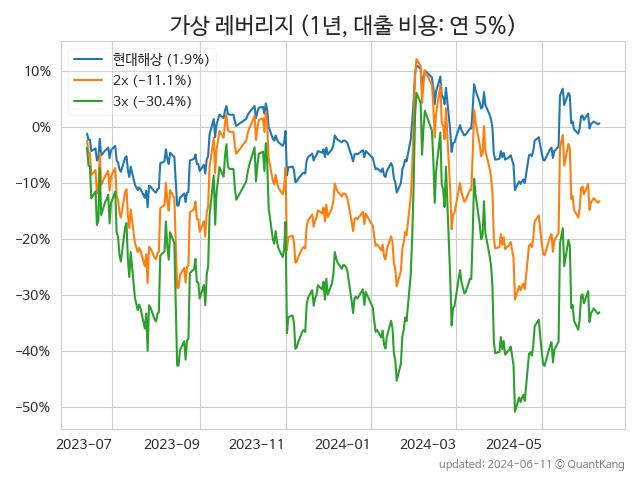 가상 레버리지 (1년, 대출 비용: 연 5%)
현대해상 (1.9%)
2x (−11.1%)
3x (−30.4%)
10%
0%
−10%
−20%
−30%
−40%
−50%
2023-07 2023-09 2023-11 2024-01 2024-03 2024-05
updated: 2024-06-11 © QuantKang